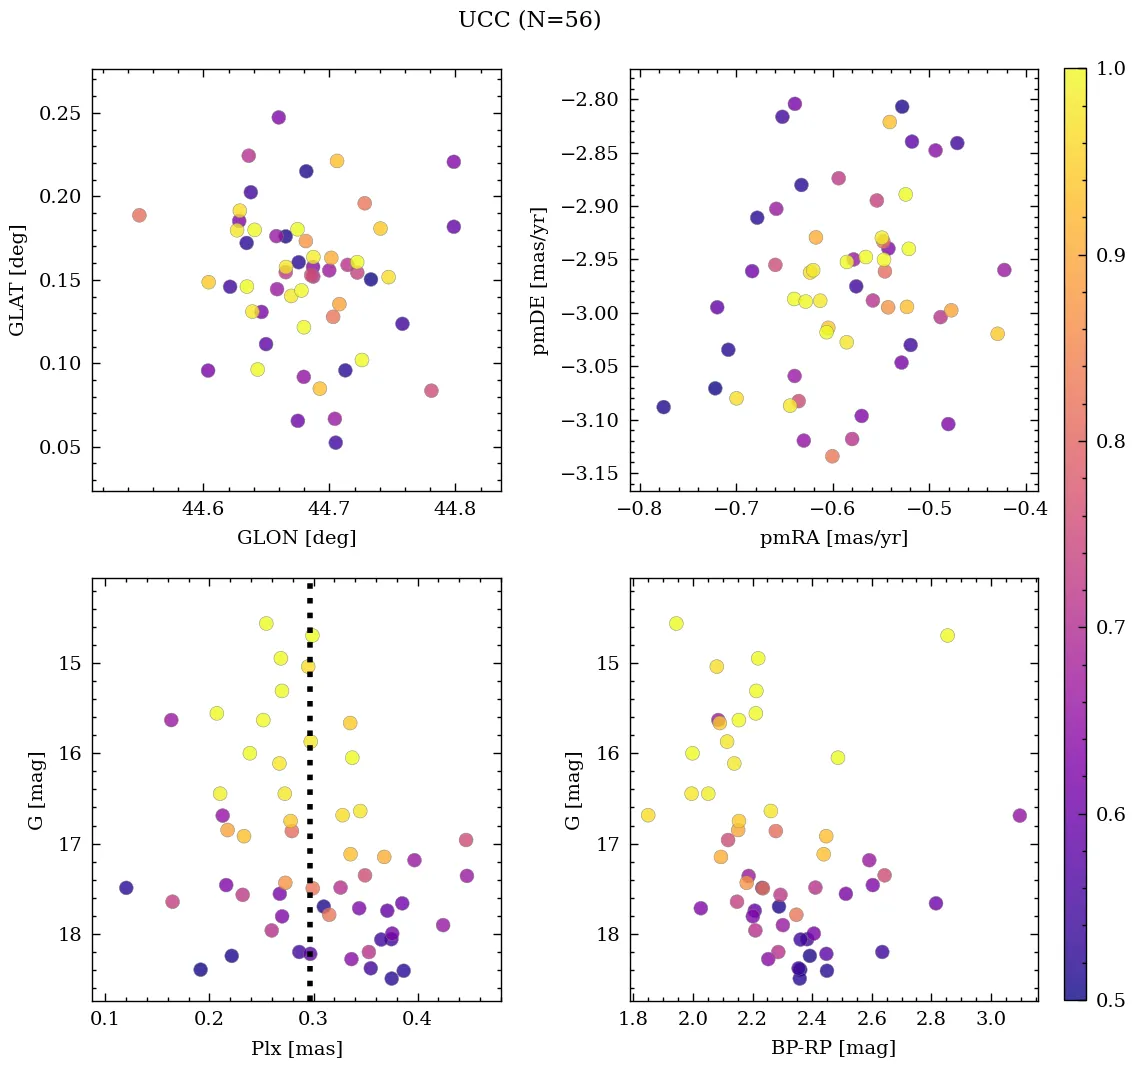 UCC (N=56)
0.25
0.20
0.15
0.10
0.05
GLAT [deg]
44.6 44.7 44.8
GLON [deg]
−2.80
−2.85
−2.90
−2.95
−3.00
−3.05
−3.10
−3.15
pmDE [mas/yr]
−0.8 −0.7 −0.6 −0.5 −0.4
pmRA [mas/yr]
1.0
0.9
0.8
0.7
0.6
0.5
15
16
17
18
G [mag]
0.1 0.2 0.3 0.4
Plx [mas]
15
16
17
18
G [mag]
1.8 2.0 2.2 2.4 2.6 2.8 3.0
BP-RP [mag]